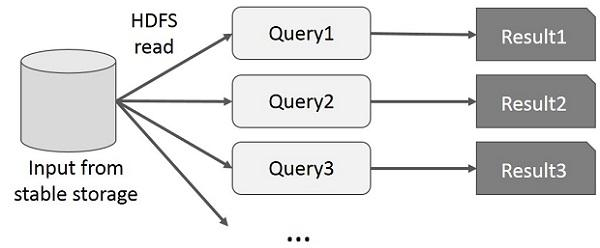 HDFS
read
Query1
Result1
Query2
Result2
Query3
Result3
Input from
stable storage
...